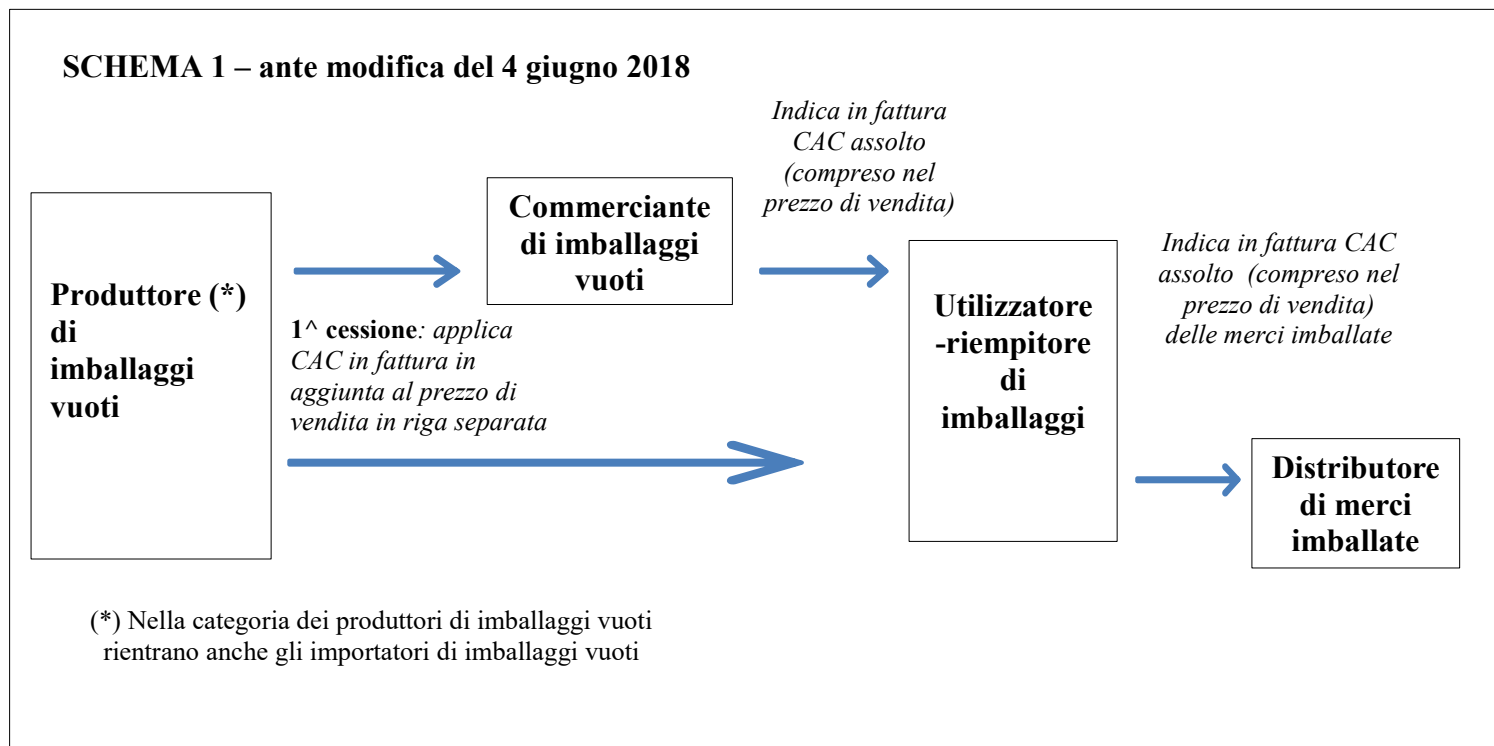 SCHEMA 1 – ante modifica del 4 giugno 2018
Produttore (*)
di
imballaggi
vuoti
1^ cessione: applica
CAC in fattura in
aggiunta al prezzo di
vendita in riga separata
Commerciante
di imballaggi
vuoti
Indica in fattura
CAC assolto
(compreso nel
prezzo di vendita)
Utilizzatore
-riempitore
di
imballaggi
Indica in fattura CAC
assolto (compreso nel
prezzo di vendita)
delle merci imballate
Distributore
di merci
imballate
(*) Nella categoria dei produttori di imballaggi vuoti
rientrano anche gli importatori di imballaggi vuoti